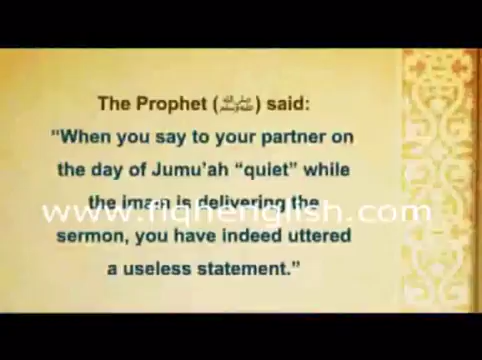 The Prophet (ﷺ) said:
“When you say to your partner on
the day of Jumu’ah “quiet” while
the imam is delivering the
www.fiqhenglish.com
sermon, you have indeed uttered
a useless statement.”